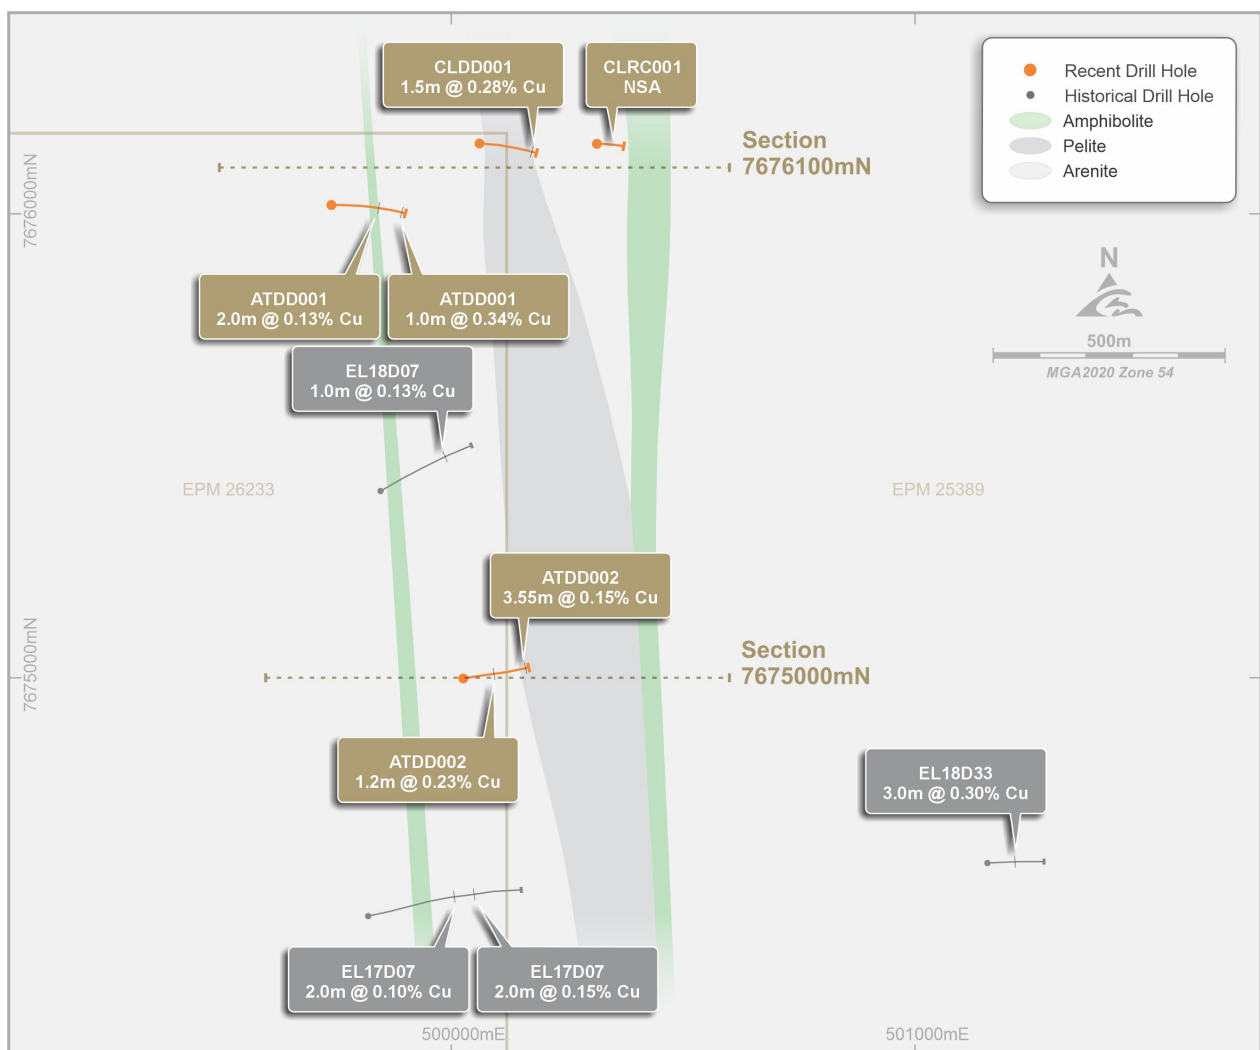 CLDD001
1.5m @ 0.28% Cu
CLRC001
NSA
Recent Drill Hole
Historical Drill Hole
Amphibolite
Pelite
Arenite
Section
7676100mN
7676000mN
ATDD001
2.0m @ 0.13% Cu
ATDD001
1.0m @ 0.34% Cu
N
500m
MGA2020 Zone 54
EL18D07
1.0m @ 0.13% Cu
EPM 26233
EPM 25389
ATDD002
3.55m @ 0.15% Cu
Section
7675000mN
7675000mN
ATDD002
1.2m @ 0.23% Cu
EL18D33
3.0m @ 0.30% Cu
EL17D07
2.0m @ 0.10% Cu
EL17D07
2.0m @ 0.15% Cu
500000mE
501000mE